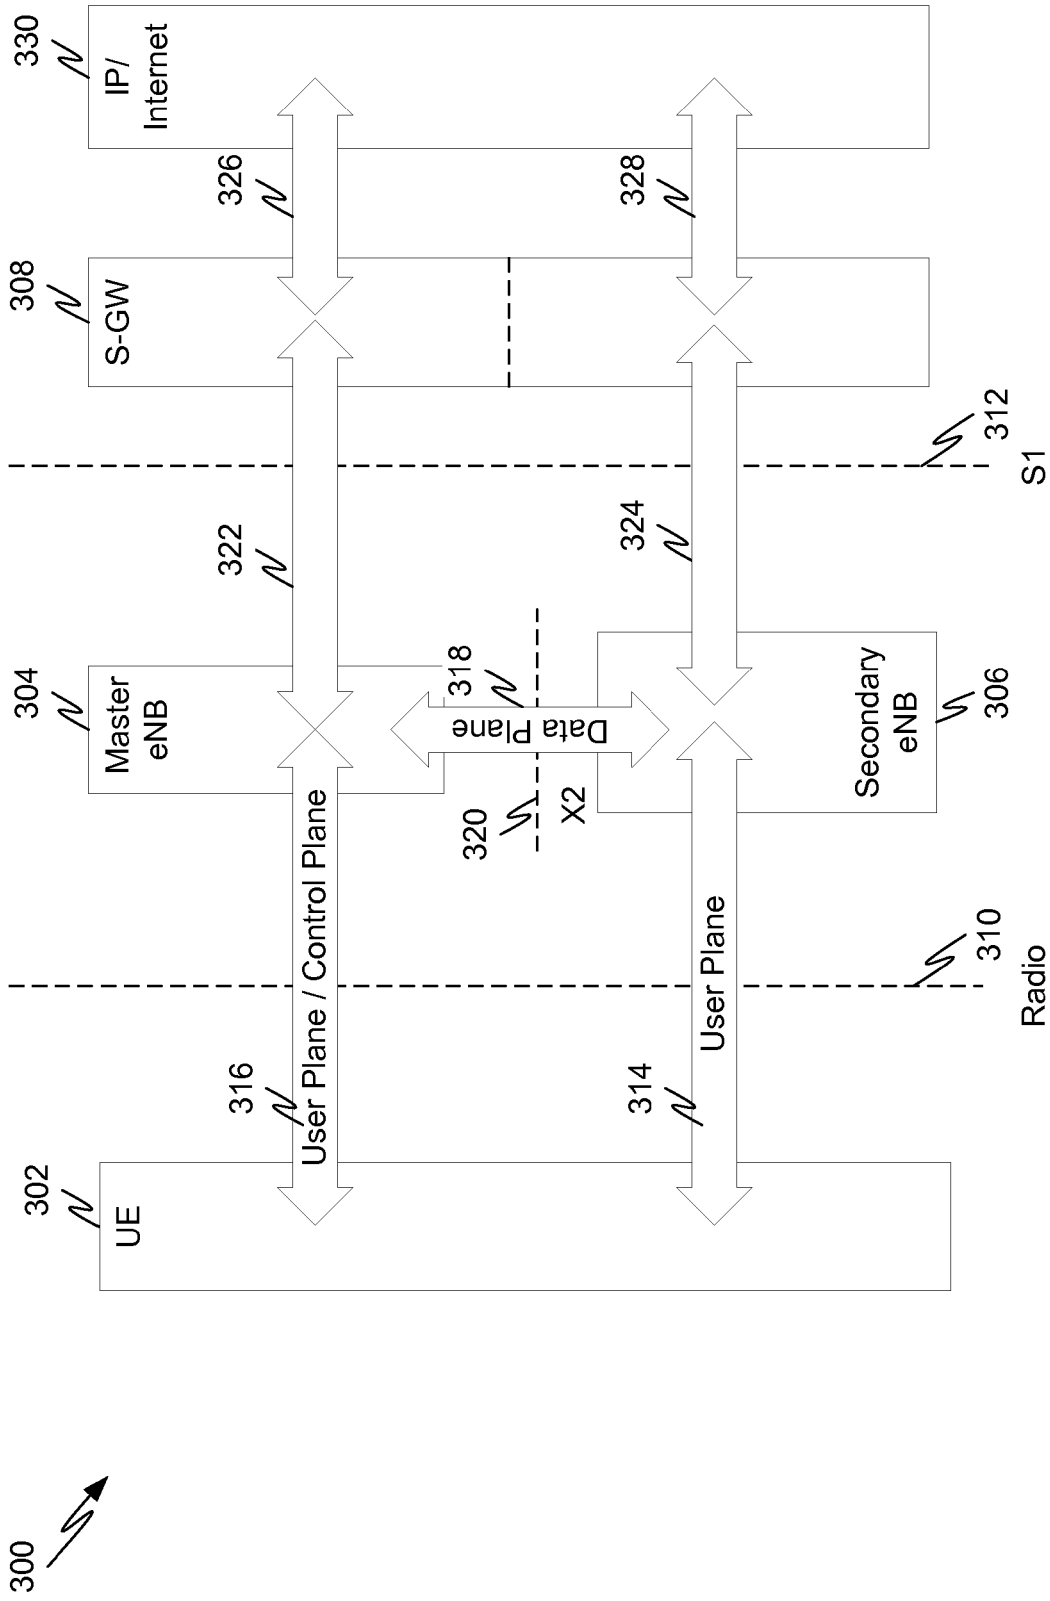 300
302
UE
316
User Plane / Control Plane
314
User Plane
310
Radio
304
Master
eNB
318
Data Plane
320
X2
Secondary
eNB
306
322
324
312
S1
308
S-GW
326
328
330
IP/
Internet